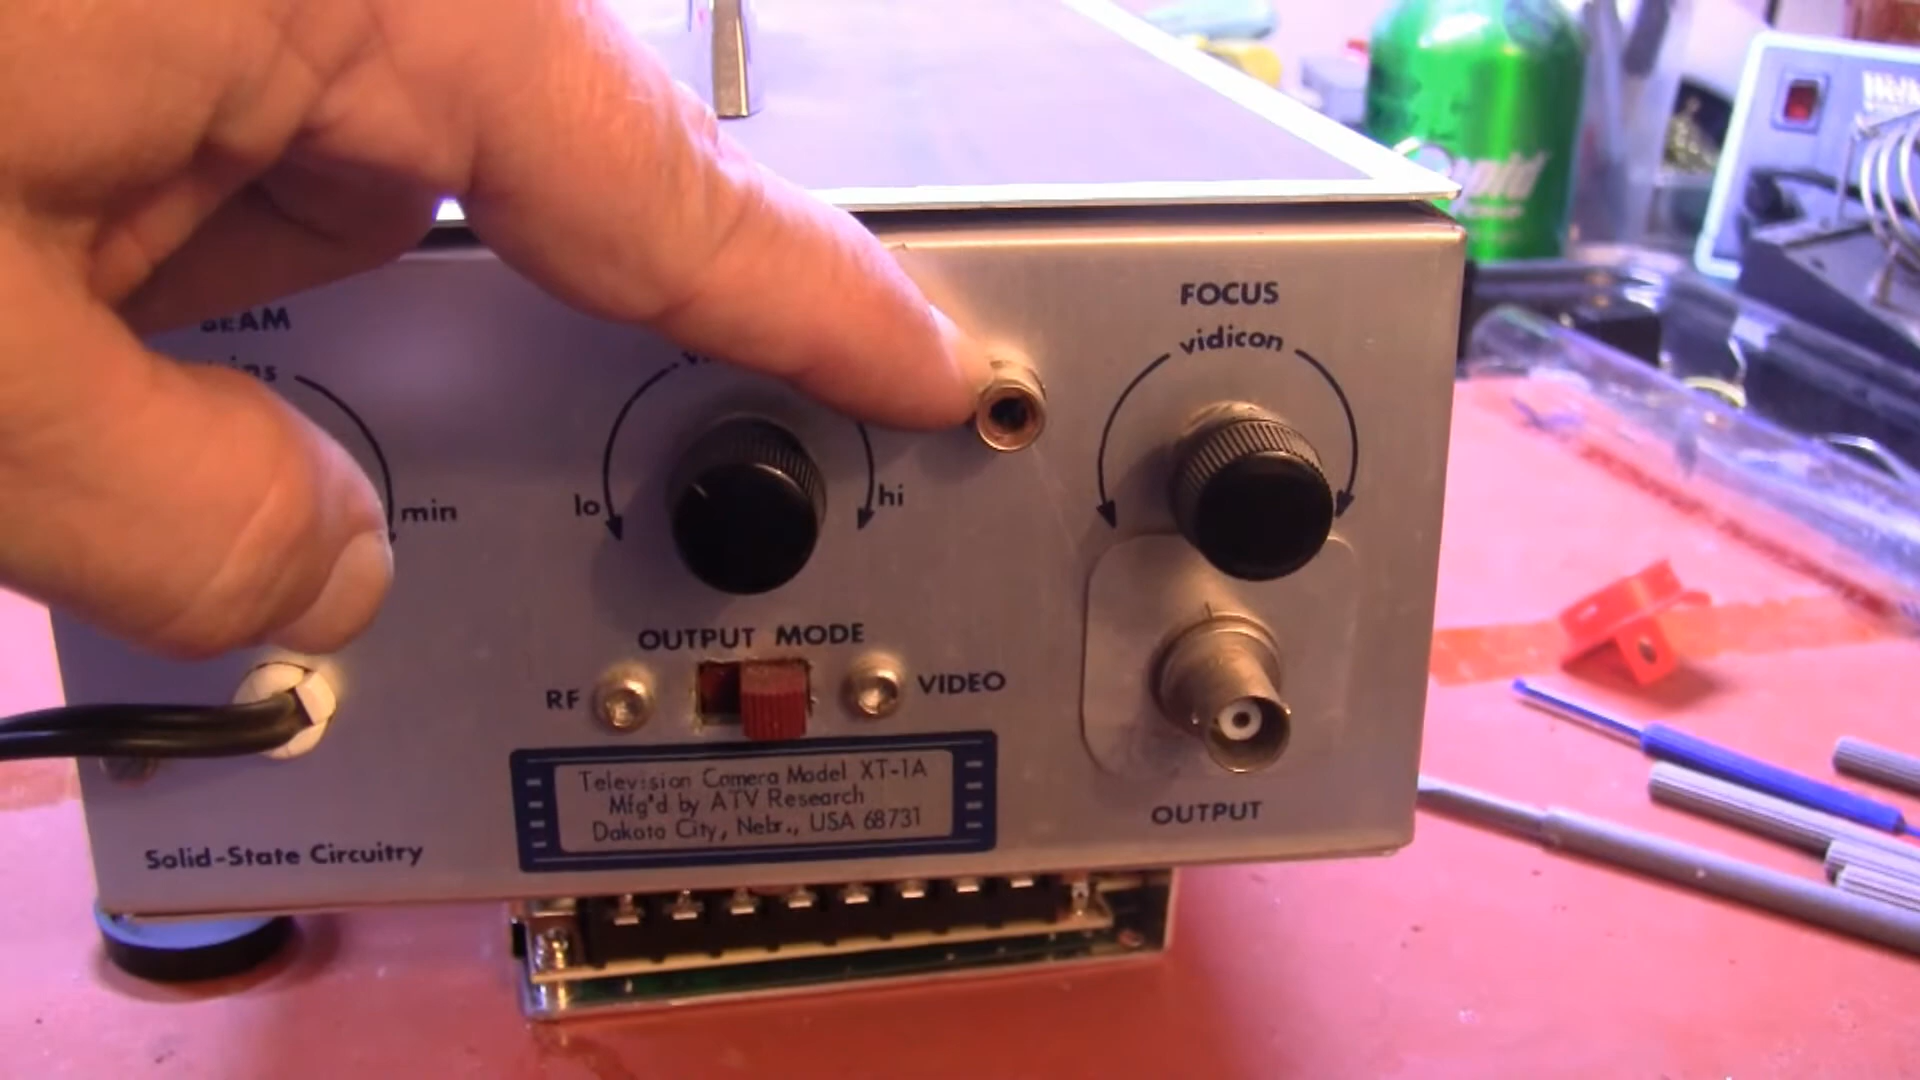 BEAM
FOCUS
vidicon
min
lo
hi
OUTPUT MODE
RF
VIDEO
Television Camera Model XT-1A
Mfg'd by ATV Research
Dakota City, Nebr., USA 68731
OUTPUT
Solid-State Circuitry